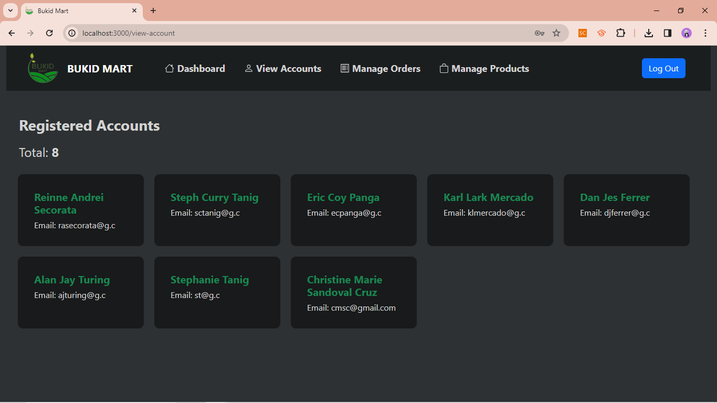 Bukid Mart
localhost:3000/view-account
SC
BUKID
BUKID MART
Dashboard
View Accounts
Manage Orders
Manage Products
Log Out
Registered Accounts
Total: 8
Reinne Andrei
Secorata
Email: rasecorata@g.c
Steph Curry Tanig
Email: sctanig@g.c
Eric Coy Panga
Email: ecpanga@g.c
Karl Lark Mercado
Email: klmercado@g.c
Dan Jes Ferrer
Email: djferrer@g.c
Alan Jay Turing
Email: ajturing@g.c
Stephanie Tanig
Email: st@g.c
Christine Marie
Sandoval Cruz
Email: cmsc@gmail.com